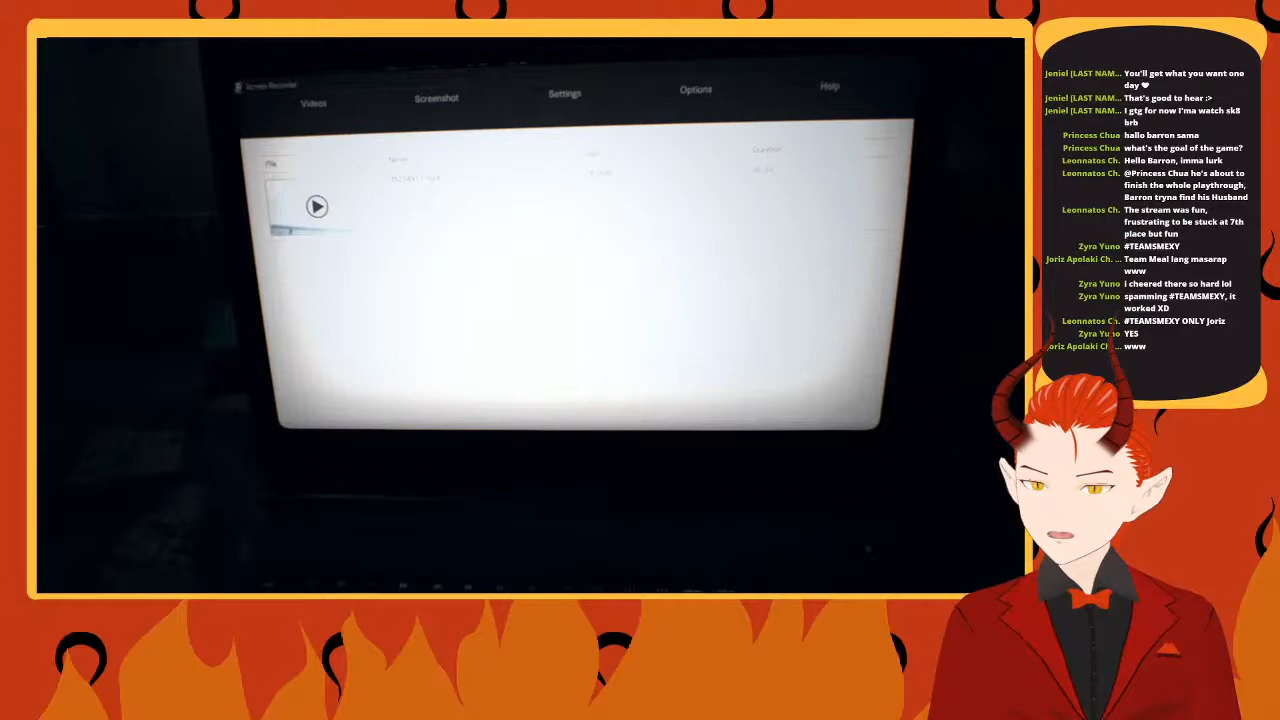 Screen Recorder
Videos
Screenshot
Settings
Options
Help
File
Name
Duration
Jeniel [LAST NAM... You'll get what you want one
day ❤
Jeniel [LAST NAM... That's good to hear :>
Jeniel [LAST NAM... I gtg for now I'ma watch sk8
brb
Princess Chua hallo barron sama
Princess Chua what's the goal of the game?
Leonnatos Ch. Hello Barron, imma lurk
Leonnatos Ch. @Princess Chua he's about to
finish the whole playthrough,
Barron tryna find his Husband
Leonnatos Ch. The stream was fun,
frustrating to be stuck at 7th
place but fun
Zyra Yuno #TEAMSMEXY
Joriz Apolaki Ch. ... Team Meal lang masarap
www
Zyra Yuno i cheered there so hard lol
Zyra Yuno spamming #TEAMSMEXY, it
worked XD
Leonnatos Ch. #TEAMSMEXY ONLY Joriz
Zyra Yuno YES
Joriz Apolaki Ch. ... www